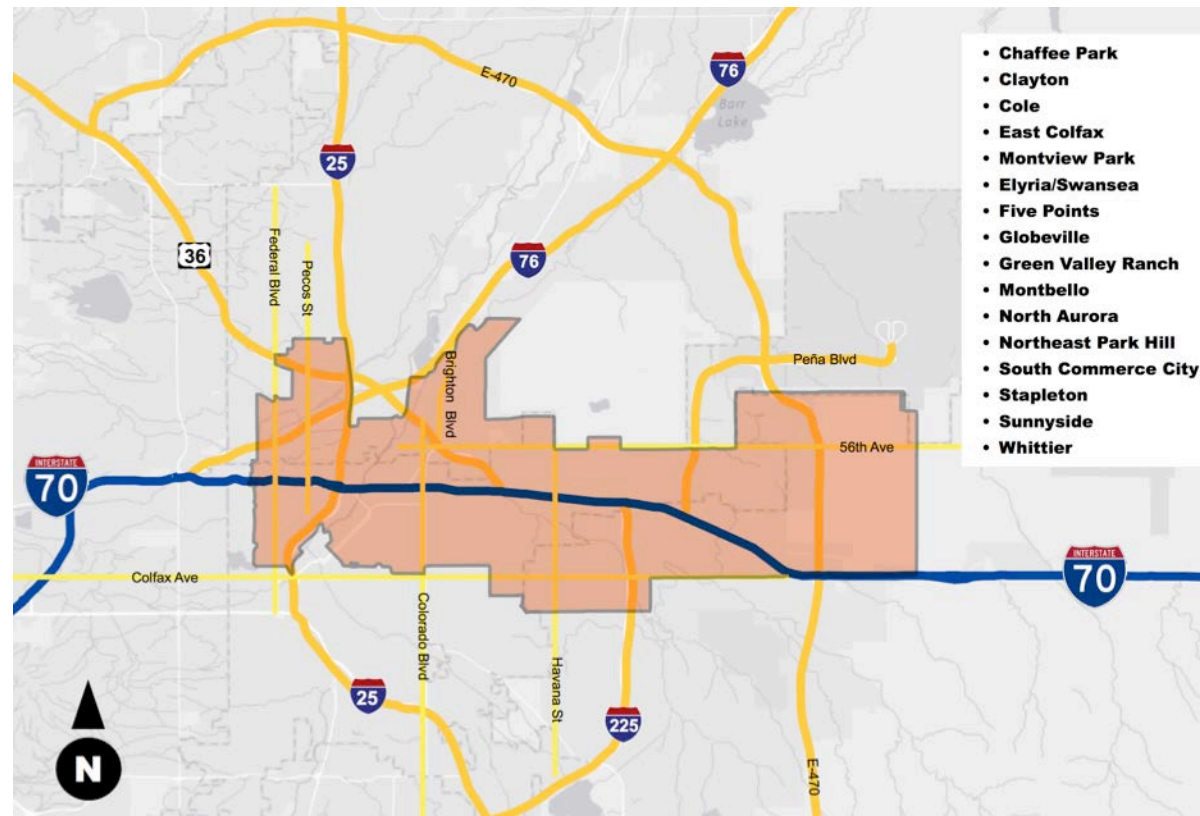 • Chaffee Park
• Clayton
• Cole
• East Colfax
• Montview Park
• Elyria/Swansea
• Five Points
• Globeville
• Green Valley Ranch
• Montbello
• North Aurora
• Northeast Park Hill
• South Commerce City
• Stapleton
• Sunnyside
• Whittier
E-470
76
Barr
Lake
25
36
Federal Blvd
Pecos St
76
Brighton Blvd
Peña Blvd
56th Ave
INTERSTATE
70
Colfax Ave
INTERSTATE
70
Colorado Blvd
Havana St
25
225
E-470
N